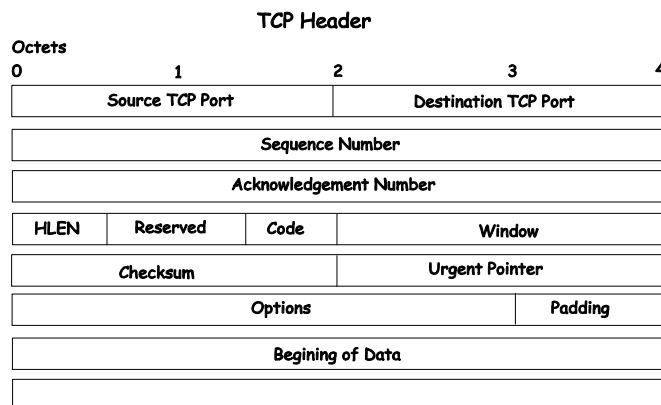 TCP Header
Octets
0 1 2 3 4
Source TCP Port Destination TCP Port
Sequence Number
Acknowledgement Number
HLEN Reserved Code Window
Checksum Urgent Pointer
Options Padding
Begining of Data